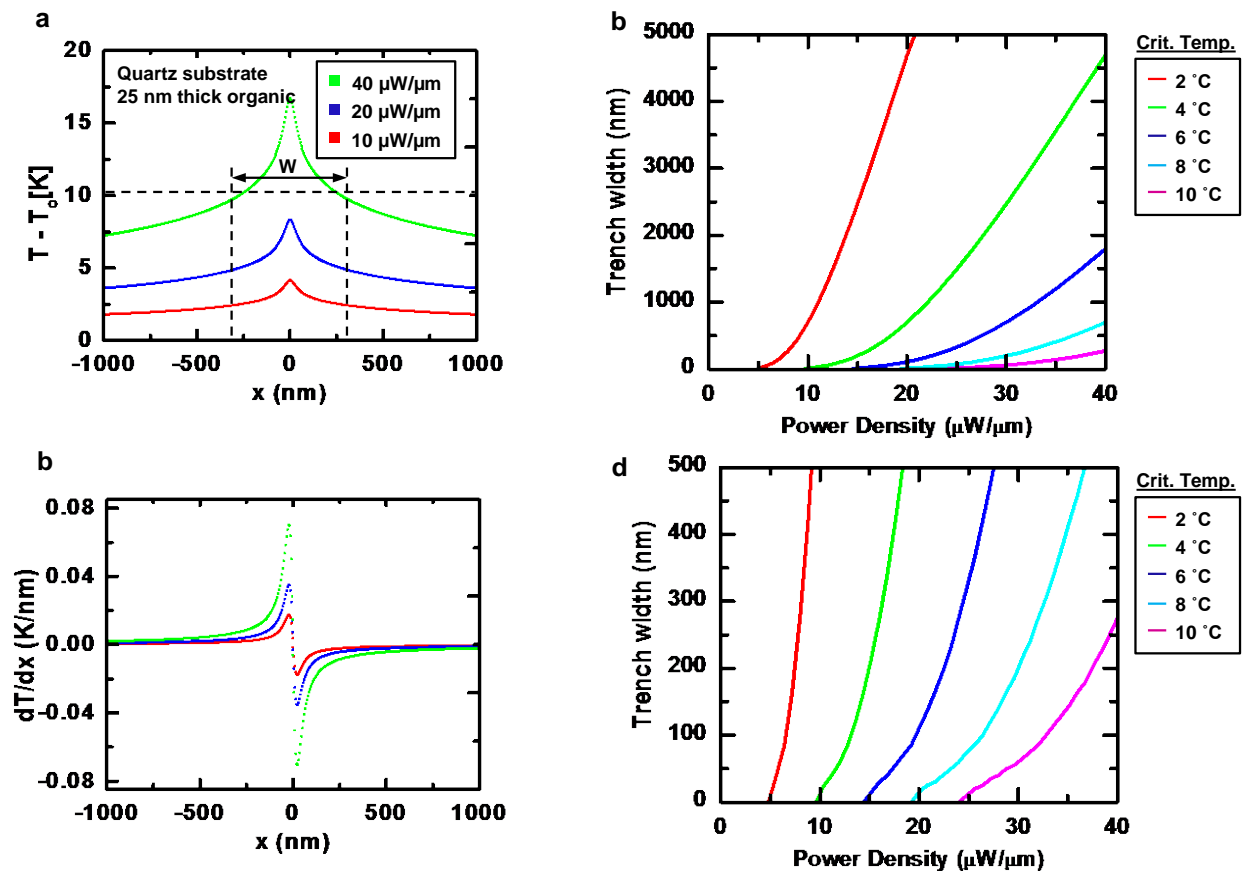 a
20
15
10
5
0
T - To[K]
Quartz substrate
25 nm thick organic
40 µW/µm
20 µW/µm
10 µW/µm
W
-1000 -500 0 500 1000
x (nm)
b
5000
4000
3000
2000
1000
0
Trench width (nm)
0 10 20 30 40
Power Density (µW/µm)
Crit. Temp.
2 ˚C
4 ˚C
6 ˚C
8 ˚C
10 ˚C
b
0.08
0.04
0.00
-0.04
-0.08
dT/dx (K/nm)
-1000 -500 0 500 1000
x (nm)
d
500
400
300
200
100
0
Trench width (nm)
0 10 20 30 40
Power Density (µW/µm)
Crit. Temp.
2 ˚C
4 ˚C
6 ˚C
8 ˚C
10 ˚C